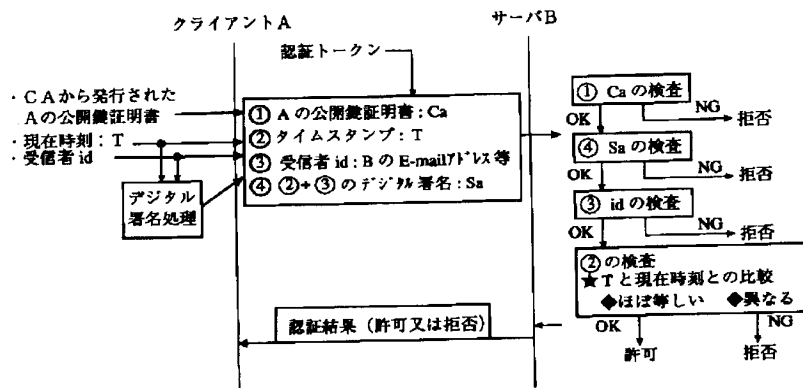 クライアントA
サーバB
認証トークン
・CAから発行された
Aの公開鍵証明書
・現在時刻:T
・受信者id
デジタル
署名処理
① Aの公開鍵証明書:Ca
② タイムスタンプ:T
③ 受信者id:BのE-mailアドレス等
④ ②+③のデジタル署名:Sa
① Caの検査
OK
NG
拒否
④ Saの検査
OK
NG
拒否
③ idの検査
OK
NG
拒否
②の検査
★Tと現在時刻との比較
◆ほぼ等しい ◆異なる
OK
NG
許可
拒否
認証結果(許可又は拒否)